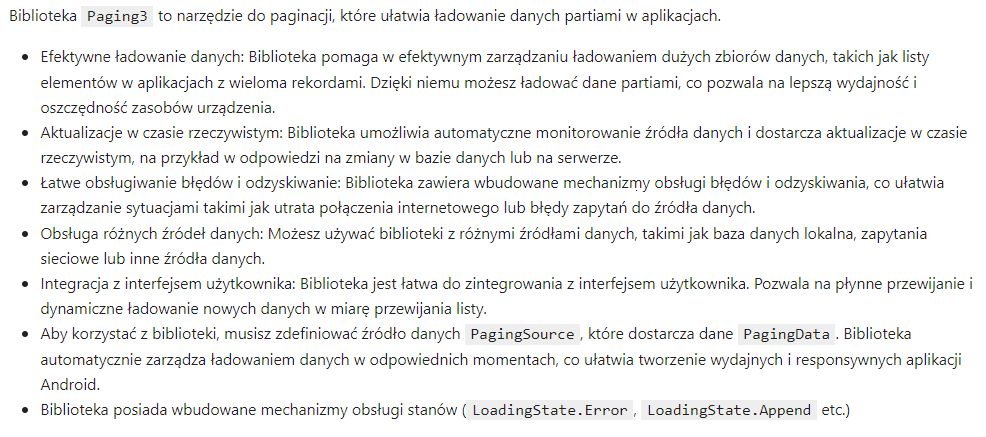 Biblioteka Paging3 to narzędzie do paginacji, które ułatwia ładowanie danych partiami w aplikacjach.
• Efektywne ładowanie danych: Biblioteka pomaga w efektywnym zarządzaniu ładowaniem dużych zbiorów danych, takich jak listy
elementów w aplikacjach z wieloma rekordami. Dzięki niemu możesz ładować dane partiami, co pozwala na lepszą wydajność i
oszczędność zasobów urządzenia.
• Aktualizacje w czasie rzeczywistym: Biblioteka umożliwia automatyczne monitorowanie źródła danych i dostarcza aktualizacje w czasie
rzeczywistym, na przykład w odpowiedzi na zmiany w bazie danych lub na serwerze.
• Łatwe obsługiwanie błędów i odzyskiwanie: Biblioteka zawiera wbudowane mechanizmy obsługi błędów i odzyskiwania, co ułatwia
zarządzanie sytuacjami takimi jak utrata połączenia internetowego lub błędy zapytań do źródła danych.
• Obsługa różnych źródeł danych: Możesz używać biblioteki z różnymi źródłami danych, takimi jak baza danych lokalna, zapytania
sieciowe lub inne źródła danych.
• Integracja z interfejsem użytkownika: Biblioteka jest łatwa do zintegrowania z interfejsem użytkownika. Pozwala na płynne przewijanie i
dynamiczne ładowanie nowych danych w miarę przewijania listy.
• Aby korzystać z biblioteki, musisz zdefiniować źródło danych PagingSource, które dostarcza dane PagingData. Biblioteka
automatycznie zarządza ładowaniem danych w odpowiednich momentach, co ułatwia tworzenie wydajnych i responsywnych aplikacji
Android.
• Biblioteka posiada wbudowane mechanizmy obsługi stanów (LoadingState.Error, LoadingState.Append etc.)